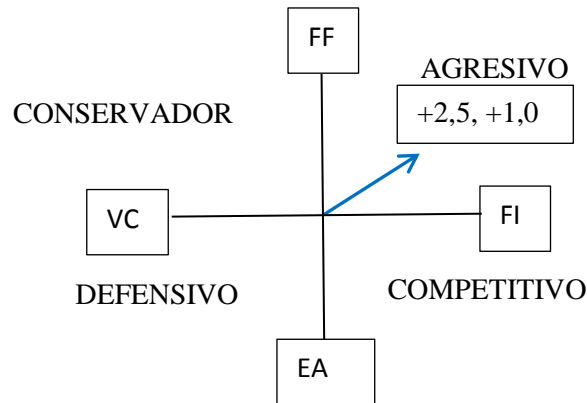 FF
AGRESIVO
CONSERVADOR
+2,5, +1,0
VC
FI
DEFENSIVO
COMPETITIVO
EA